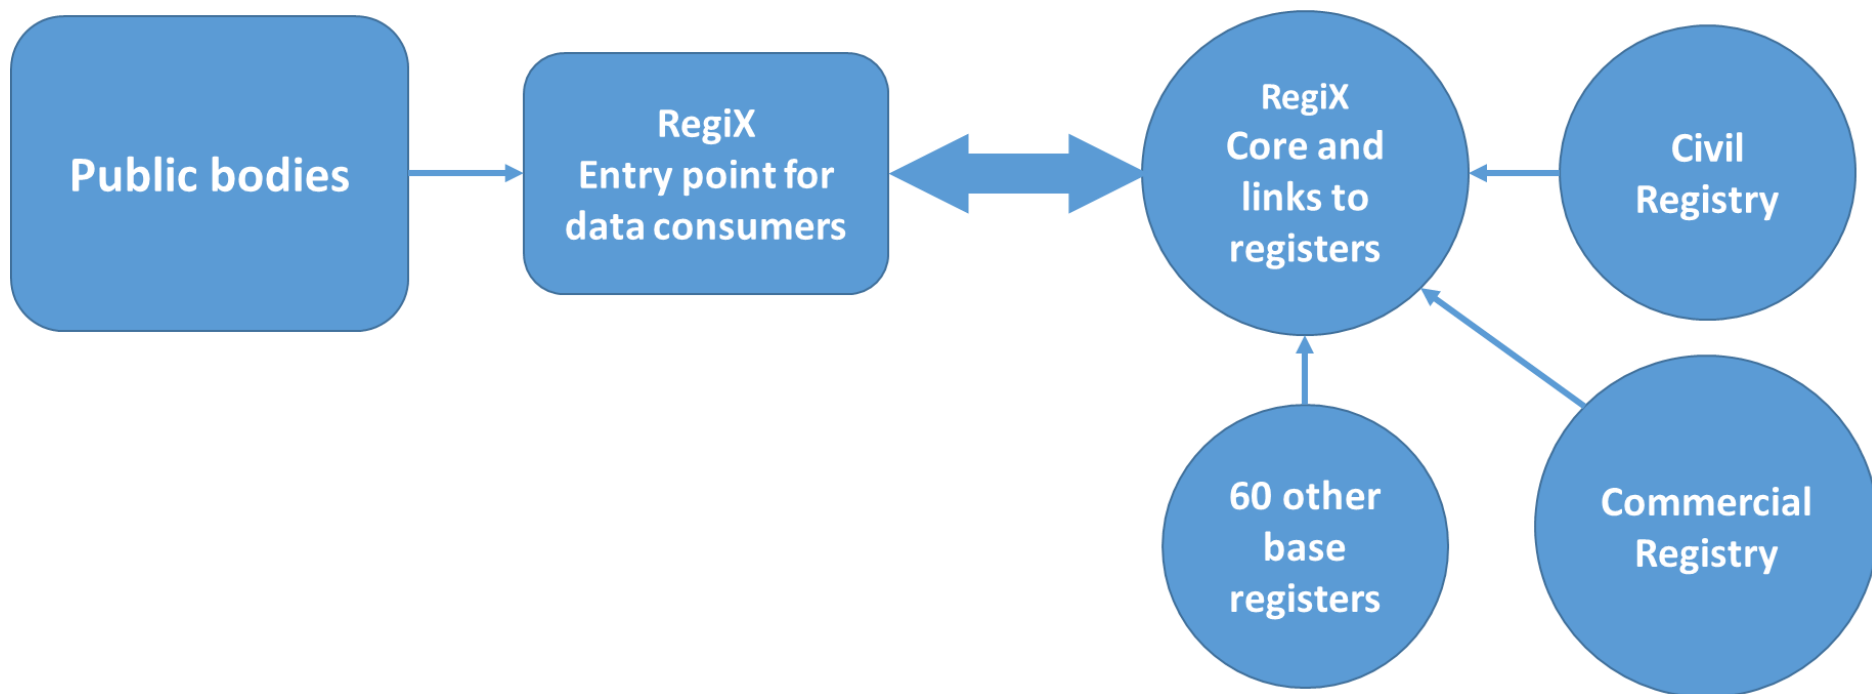 Public bodies
RegiX
Entry point for
data consumers
RegiX
Core and
links to
registers
Civil
Registry
60 other
base
registers
Commercial
Registry